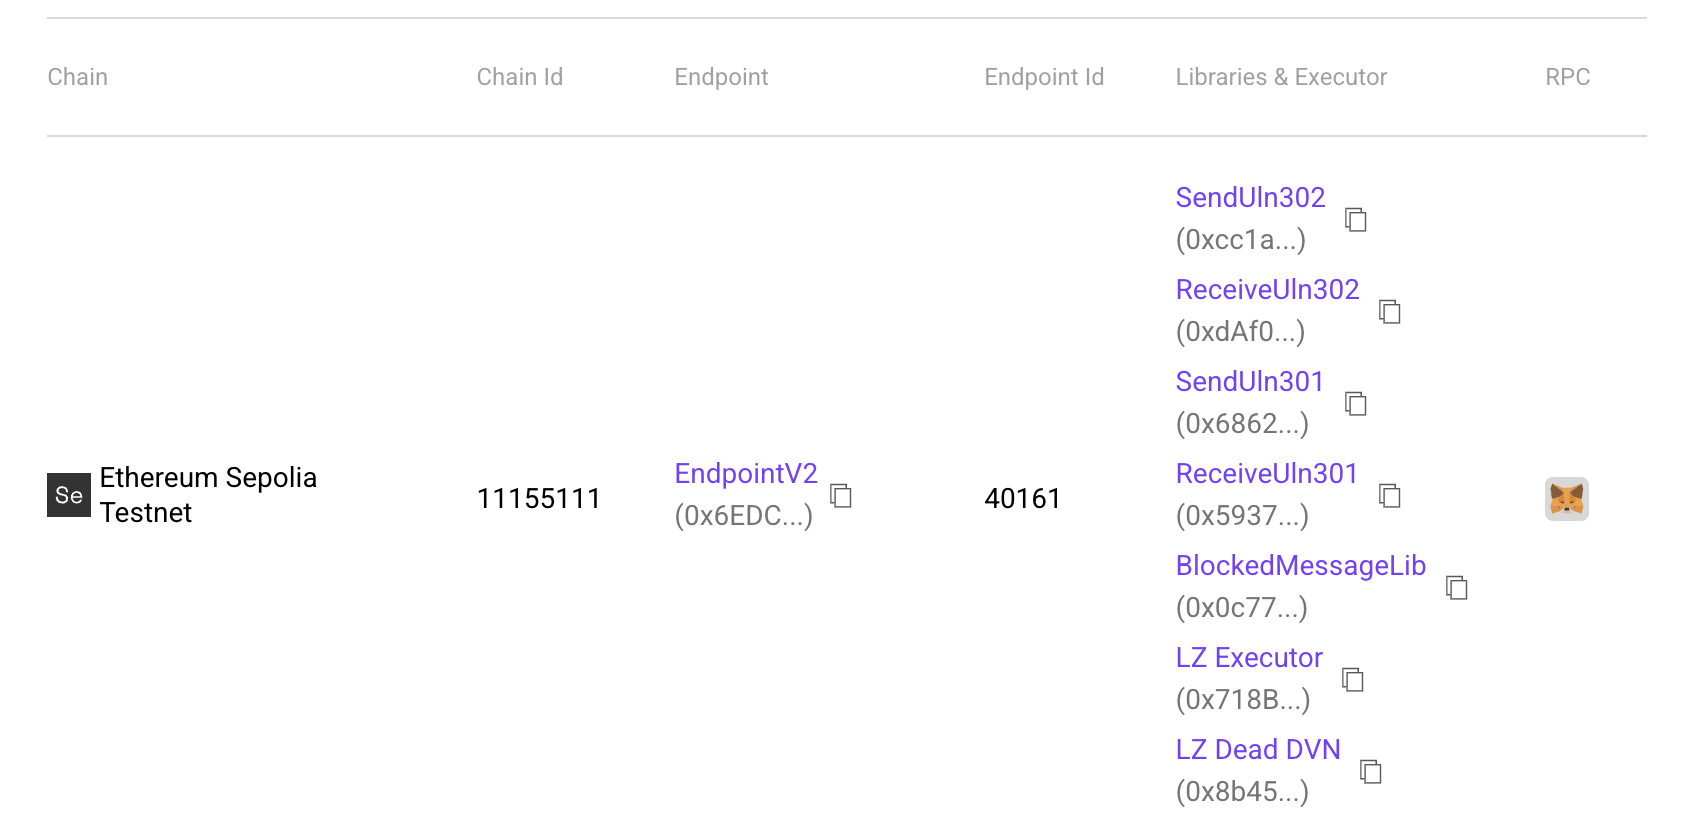 Chain Chain Id Endpoint Endpoint Id Libraries & Executor RPC
Se
Ethereum Sepolia
Testnet
11155111
EndpointV2
(0x6EDC...)
40161
SendUln302
(0xcc1a...)
ReceiveUln302
(0xdAf0...)
SendUln301
(0x6862...)
ReceiveUln301
(0x5937...)
BlockedMessageLib
(0x0c77...)
LZ Executor
(0x718B...)
LZ Dead DVN
(0x8b45...)